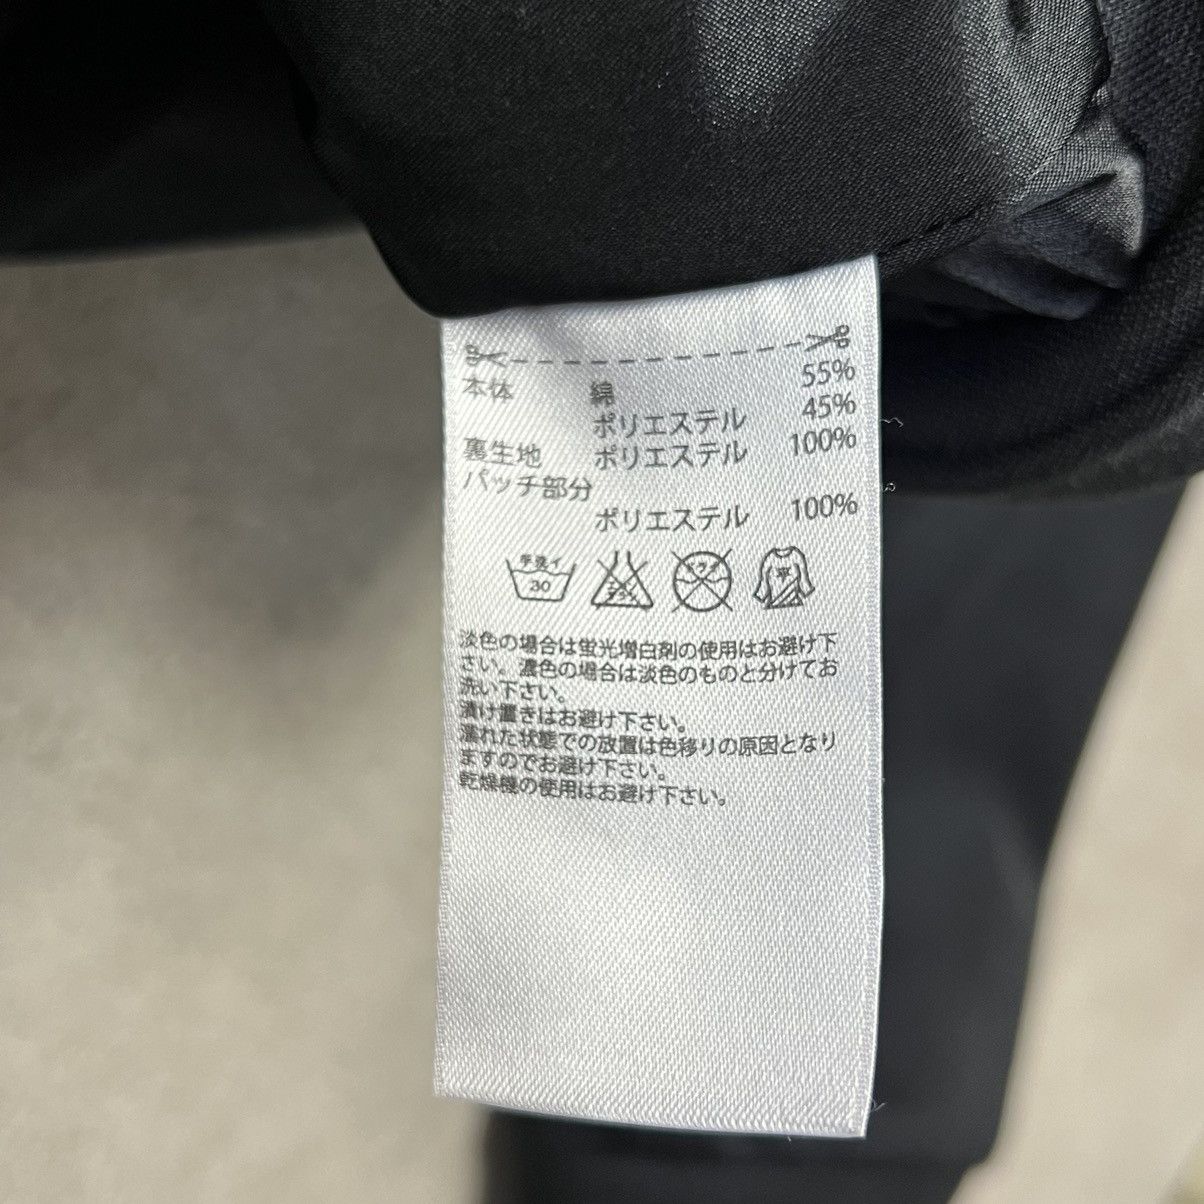 本体 綿 55%
ポリエステル 45%
裏生地 ポリエステル 100%
パッチ部分
ポリエステル 100%
手洗イ
30
平
淡色の場合は蛍光増白剤の使用はお避け下
さい。濃色の場合は淡色のものと分けてお
洗い下さい。
漬け置きはお避け下さい。
濡れた状態での放置は色移りの原因となり
ますのでお避け下さい。
乾燥機の使用はお避け下さい。